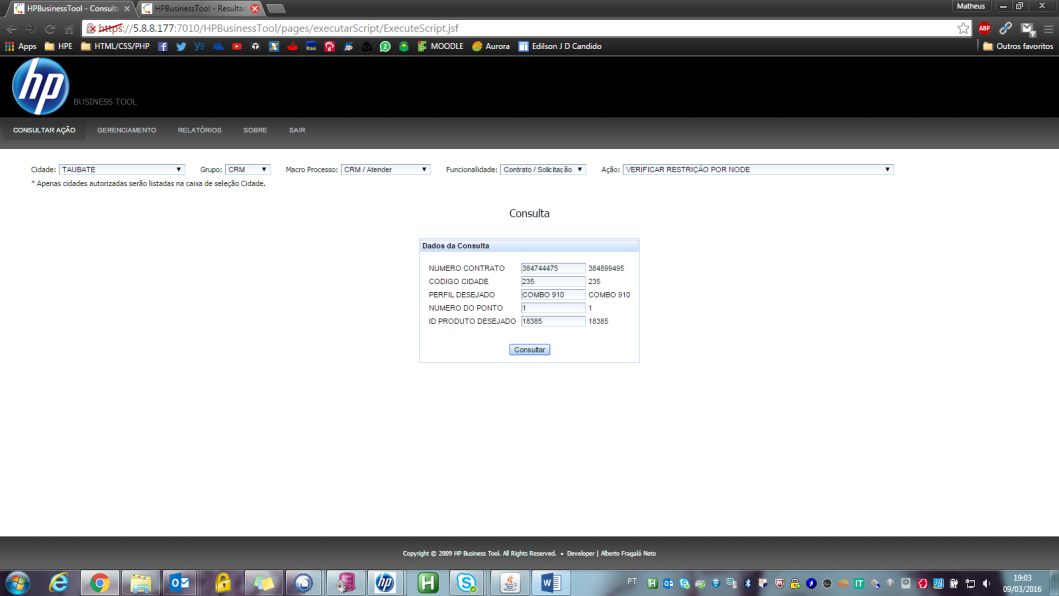 HPBusinessTool - Consulta
HPBusinessTool - Resultad
Matheus
https://5.8.8.177:7010/HPBusinessTool/pages/executarScript/ExecuteScript.jsf
ABP
Apps
HPE
HTML/CSS/PHP
MOODLE
Aurora
Edilson J D Candido
Outros favoritos
hp
BUSINESS TOOL
CONSULTAR AÇÃO GERENCIAMENTO RELATÓRIOS SOBRE SAIR
Cidade: TAUBATE Grupo: CRM Macro Processo: CRM / Atender Funcionalidade: Contrato / Solicitação Ação: VERIFICAR RESTRIÇÃO POR NODE
* Apenas cidades autorizadas serão listadas na caixa de seleção Cidade.
Consulta
Dados da Consulta
NUMERO CONTRATO 384744475 384899495
CODIGO CIDADE 235 235
PERFIL DESEJADO COMBO 910 COMBO 910
NUMERO DO PONTO 1 1
ID PRODUTO DESEJADO 18385 18385
Consultar
Copyright © 2009 HP Business Tool. All Rights Reserved. • Developer | Alberto Fragalá Neto
PT
19:03
09/03/2016